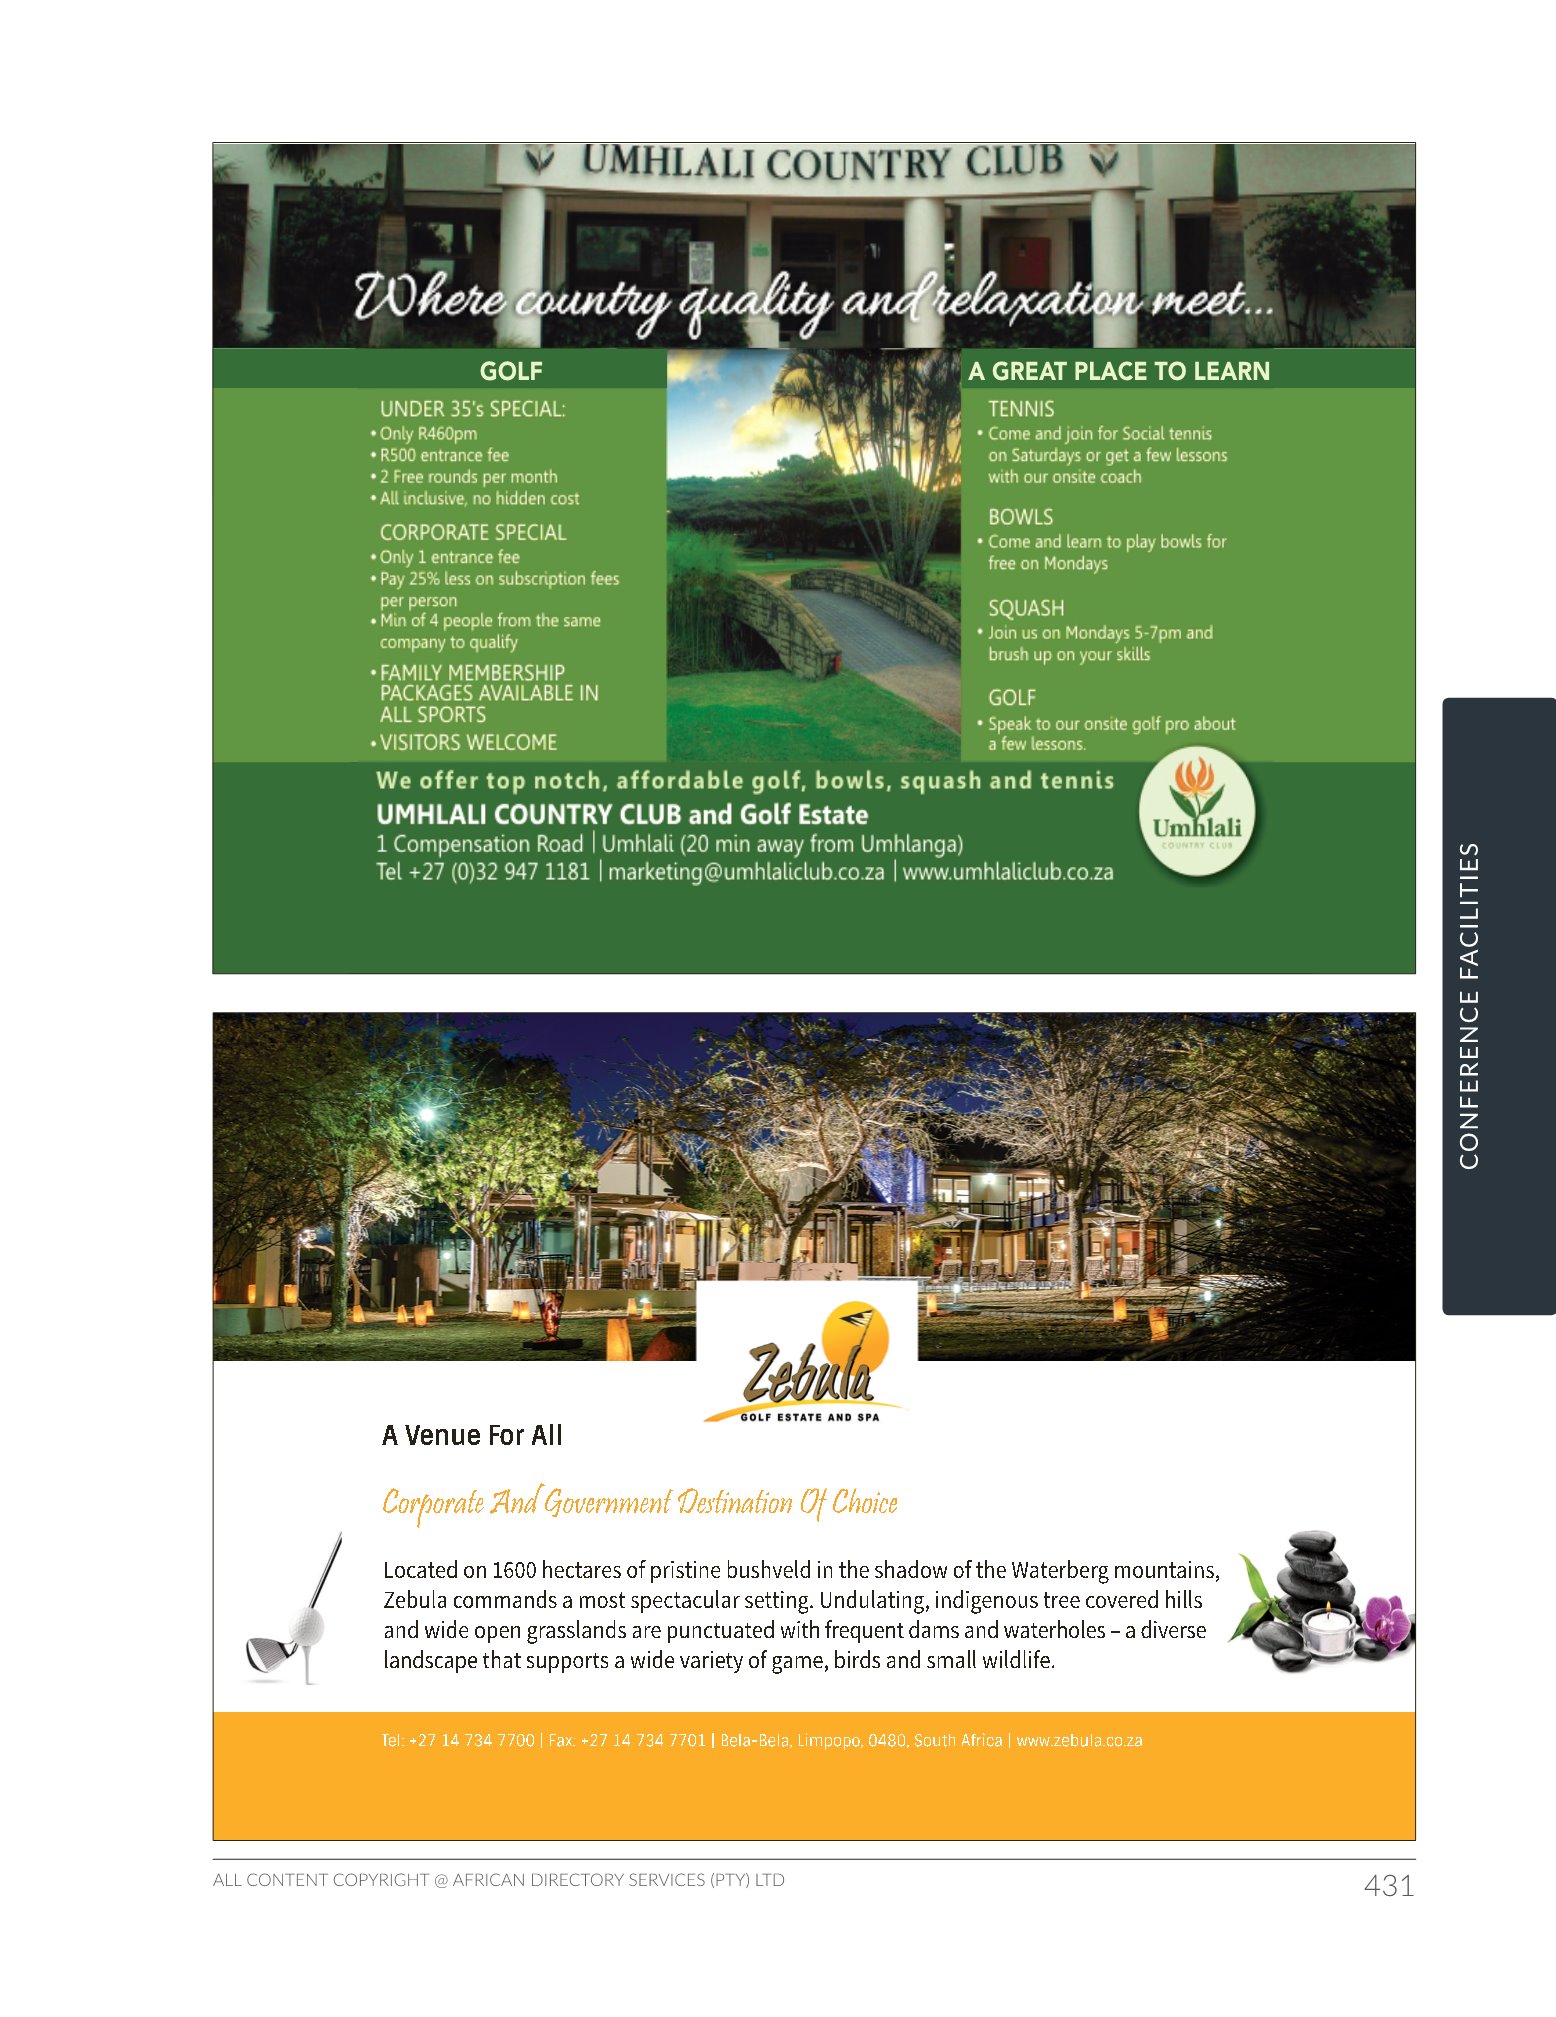 UMHLALI COUNTRY CLUB
Where country quality and relaxation meet...
GOLF
UNDER 35's SPECIAL:
• Only R460pm
• R500 entrance fee
• 2 Free rounds per month
• All inclusive, no hidden cost
CORPORATE SPECIAL
• Only 1 entrance fee
• Pay 25% less on subscription fees
per person
• Min of 4 people from the same
company to qualify
• FAMILY MEMBERSHIP
PACKAGES AVAILABLE IN
ALL SPORTS
• VISITORS WELCOME
A GREAT PLACE TO LEARN
TENNIS
• Come and join for Social tennis
on Saturdays or get a few lessons
with our onsite coach
BOWLS
• Come and learn to play bowls for
free on Mondays
SQUASH
• Join us on Mondays 5-7pm and
brush up on your skills
GOLF
• Speak to our onsite golf pro about
a few lessons.
We offer top notch, affordable golf, bowls, squash and tennis
UMHLALI COUNTRY CLUB and Golf Estate
1 Compensation Road | Umhlali (20 min away from Umhlanga)
Tel +27 (0)32 947 1181 | marketing@umhlaliclub.co.za | www.umhlaliclub.co.za
Umhlali
COUNTRY CLUB
CONFERENCE FACILITIES
Zebula
GOLF ESTATE AND SPA
A Venue For All
Corporate And Government Destination Of Choice
Located on 1600 hectares of pristine bushveld in the shadow of the Waterberg mountains,
Zebula commands a most spectacular setting. Undulating, indigenous tree covered hills
and wide open grasslands are punctuated with frequent dams and waterholes – a diverse
landscape that supports a wide variety of game, birds and small wildlife.
Tel: +27 14 734 7700 | Fax: +27 14 734 7701 | Bela-Bela, Limpopo, 0480, South Africa | www.zebula.co.za
ALL CONTENT COPYRIGHT @ AFRICAN DIRECTORY SERVICES (PTY) LTD
431